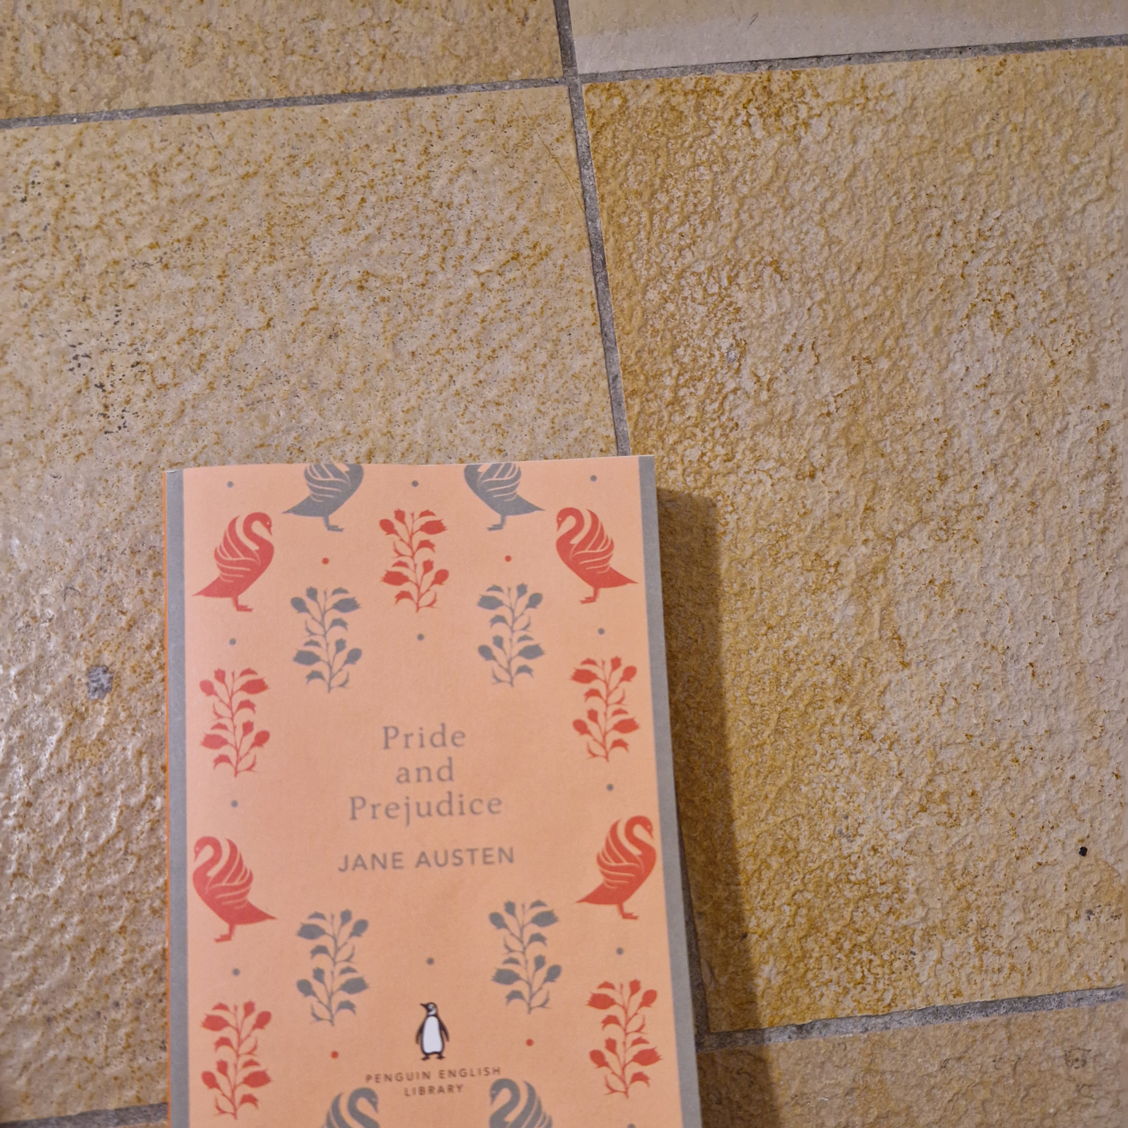 Pride
and
Prejudice
JANE AUSTEN
PENGUIN ENGLISH
LIBRARY